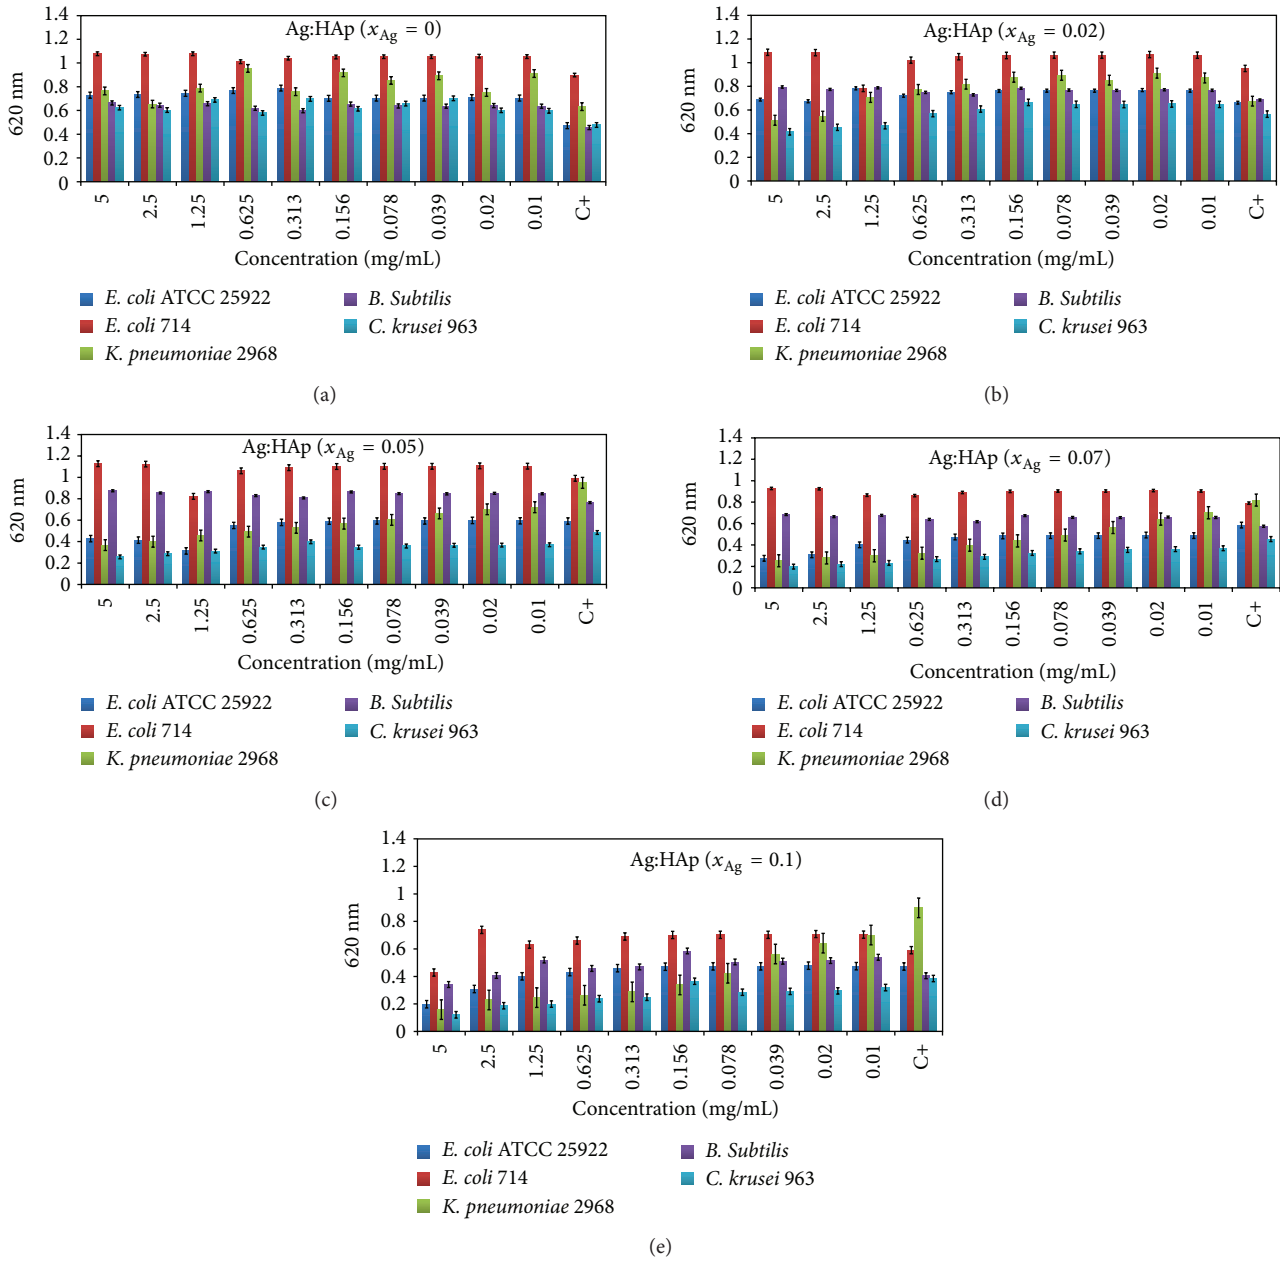 Ag:HAp (xAg = 0)
620 nm
1.4
1.2
1
0.8
0.6
0.4
0.2
0
5 2.5 1.25 0.625 0.313 0.156 0.078 0.039 0.02 0.01 C+
Concentration (mg/mL)
E. coli ATCC 25922
E. coli 714
K. pneumoniae 2968
B. Subtilis
C. krusei 963
(a)
Ag:HAp (xAg = 0.02)
620 nm
1.4
1.2
1
0.8
0.6
0.4
0.2
0
5 2.5 1.25 0.625 0.313 0.156 0.078 0.039 0.02 0.01 C+
Concentration (mg/mL)
E. coli ATCC 25922
E. coli 714
K. pneumoniae 2968
B. Subtilis
C. krusei 963
(b)
Ag:HAp (xAg = 0.05)
620 nm
1.4
1.2
1
0.8
0.6
0.4
0.2
0
5 2.5 1.25 0.625 0.313 0.156 0.078 0.039 0.02 0.01 C+
Concentration (mg/mL)
E. coli ATCC 25922
E. coli 714
K. pneumoniae 2968
B. Subtilis
C. krusei 963
(c)
Ag:HAp (xAg = 0.07)
620 nm
1.4
1.2
1
0.8
0.6
0.4
0.2
0
5 2.5 1.25 0.625 0.313 0.156 0.078 0.039 0.02 0.01 C+
Concentration (mg/mL)
E. coli ATCC 25922
E. coli 714
K. pneumoniae 2968
B. Subtilis
C. krusei 963
(d)
Ag:HAp (xAg = 0.1)
620 nm
1.4
1.2
1
0.8
0.6
0.4
0.2
0
5 2.5 1.25 0.625 0.313 0.156 0.078 0.039 0.02 0.01 C+
Concentration (mg/mL)
E. coli ATCC 25922
E. coli 714
K. pneumoniae 2968
B. Subtilis
C. krusei 963
(e)